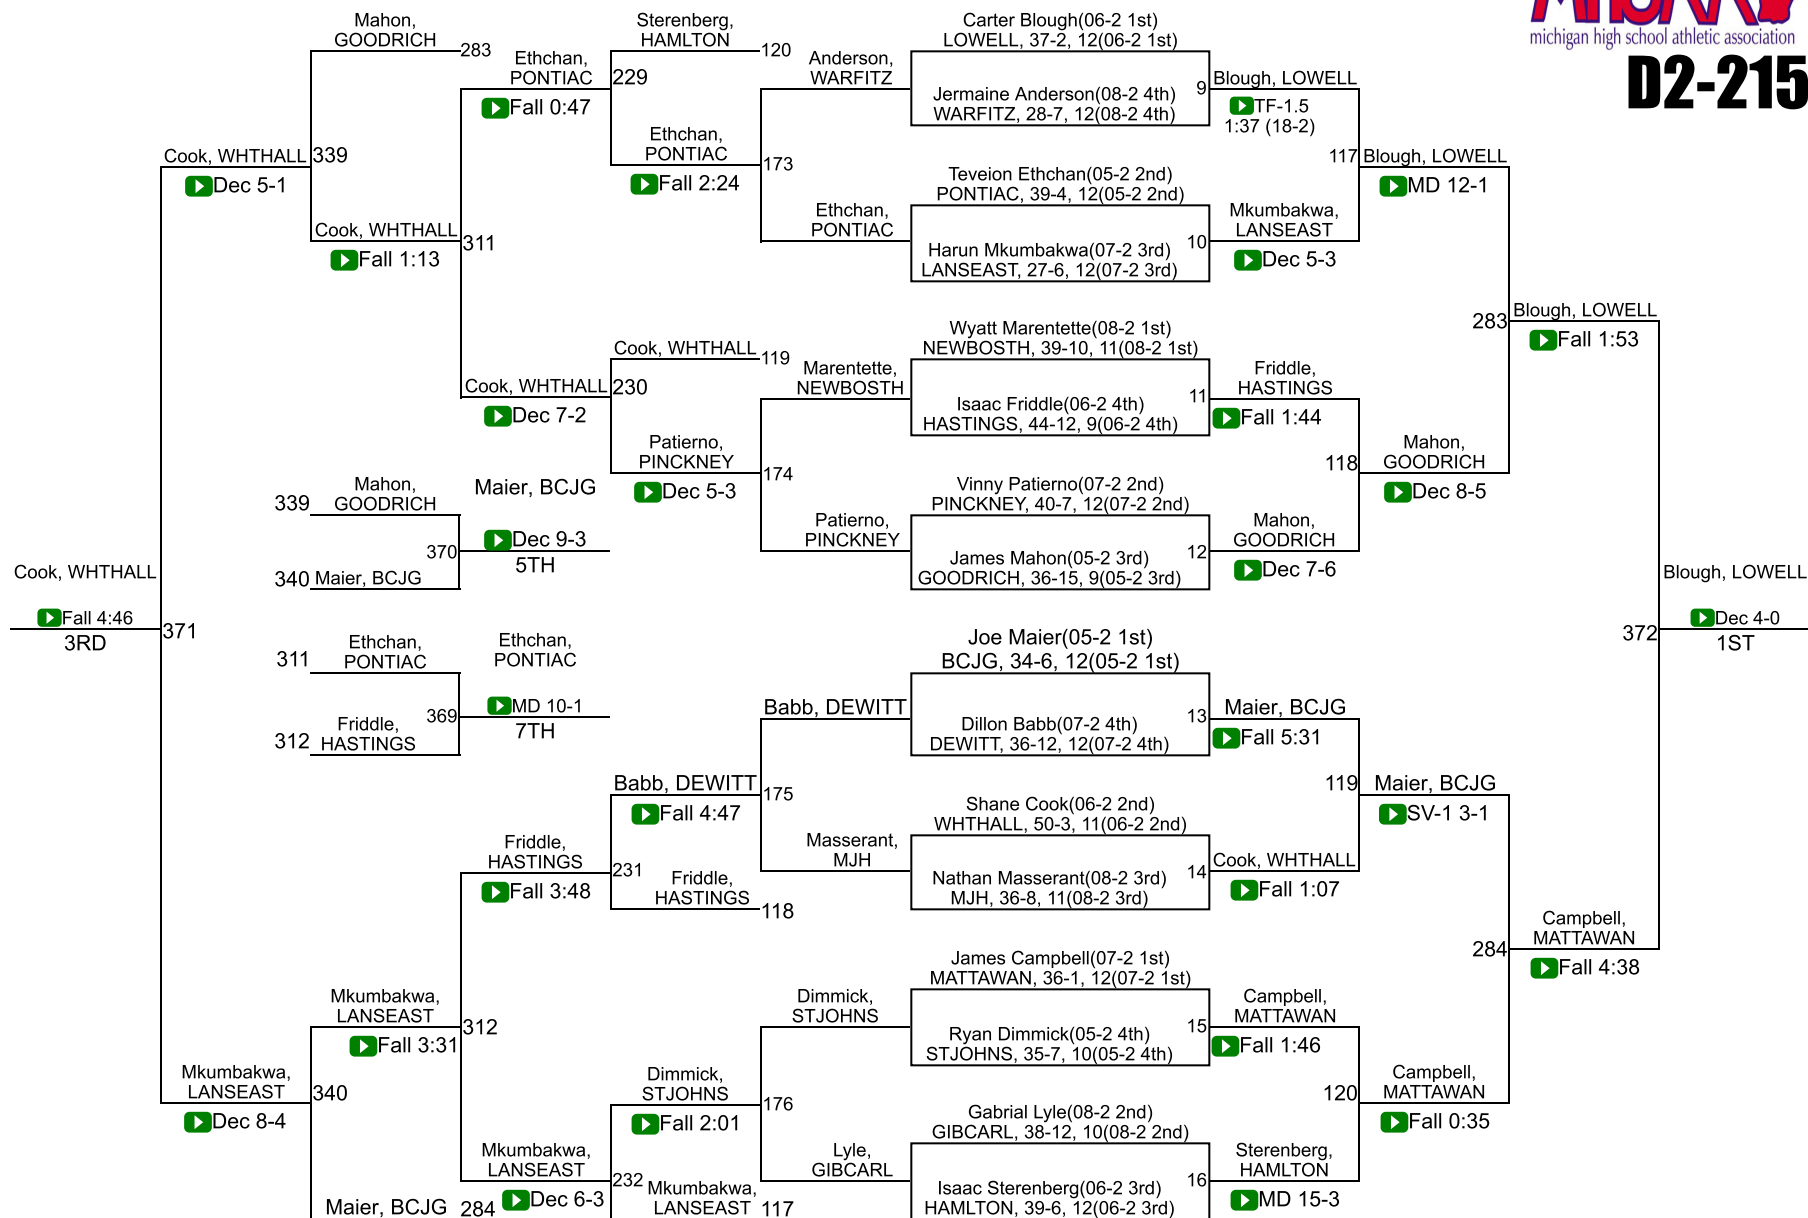 MHSAA
michigan high school athletic association
D2-215
Mahon,
GOODRICH
283
Cook, WHTHALL
339
Dec 5-1
Cook, WHTHALL
311
Fall 1:13
Ethchan,
PONTIAC
229
Fall 0:47
Sterenberg,
HAMLTON
120
Ethchan,
PONTIAC
173
Fall 2:24
Anderson,
WARFITZ
Ethchan,
PONTIAC
Carter Blough(06-2 1st)
LOWELL, 37-2, 12(06-2 1st)
Jermaine Anderson(08-2 4th)
WARFITZ, 28-7, 12(08-2 4th)
9
Blough, LOWELL
TF-1.5
1:37 (18-2)
Teveion Ethchan(05-2 2nd)
PONTIAC, 39-4, 12(05-2 2nd)
Harun Mkumbakwa(07-2 3rd)
LANSEAST, 27-6, 12(07-2 3rd)
10
Mkumbakwa,
LANSEAST
Dec 5-3
117
Blough, LOWELL
MD 12-1
Cook, WHTHALL
119
Cook, WHTHALL
230
Dec 7-2
Patierno,
PINCKNEY
174
Dec 5-3
Marentette,
NEWBOSTH
Patierno,
PINCKNEY
Wyatt Marentette(08-2 1st)
NEWBOSTH, 39-10, 11(08-2 1st)
Isaac Friddle(06-2 4th)
HASTINGS, 44-12, 9(06-2 4th)
11
Friddle,
HASTINGS
Fall 1:44
Vinny Patierno(07-2 2nd)
PINCKNEY, 40-7, 12(07-2 2nd)
James Mahon(05-2 3rd)
GOODRICH, 36-15, 9(05-2 3rd)
12
Mahon,
GOODRICH
Dec 7-6
118
Mahon,
GOODRICH
Dec 8-5
283
Blough, LOWELL
Fall 1:53
339
Mahon,
GOODRICH
340
Maier, BCJG
370
Maier, BCJG
Dec 9-3
5TH
Cook, WHTHALL
Fall 4:46
3RD
371
311
Ethchan,
PONTIAC
312
Friddle,
HASTINGS
369
Ethchan,
PONTIAC
MD 10-1
7TH
Blough, LOWELL
372
Dec 4-0
1ST
Babb, DEWITT
Joe Maier(05-2 1st)
BCJG, 34-6, 12(05-2 1st)
Dillon Babb(07-2 4th)
DEWITT, 36-12, 12(07-2 4th)
13
Maier, BCJG
Fall 5:31
Babb, DEWITT
175
Fall 4:47
Masserant,
MJH
Shane Cook(06-2 2nd)
WHTHALL, 50-3, 11(06-2 2nd)
Nathan Masserant(08-2 3rd)
MJH, 36-8, 11(08-2 3rd)
14
Cook, WHTHALL
Fall 1:07
119
Maier, BCJG
SV-1 3-1
Friddle,
HASTINGS
231
Fall 3:48
Friddle,
HASTINGS
118
284
Campbell,
MATTAWAN
Fall 4:38
Mkumbakwa,
LANSEAST
312
Fall 3:31
Dimmick,
STJOHNS
James Campbell(07-2 1st)
MATTAWAN, 36-1, 12(07-2 1st)
Ryan Dimmick(05-2 4th)
STJOHNS, 35-7, 10(05-2 4th)
15
Campbell,
MATTAWAN
Fall 1:46
Mkumbakwa,
LANSEAST
340
Dec 8-4
Dimmick,
STJOHNS
176
Fall 2:01
120
Campbell,
MATTAWAN
Fall 0:35
Lyle,
GIBCARL
Gabrial Lyle(08-2 2nd)
GIBCARL, 38-12, 10(08-2 2nd)
Isaac Sterenberg(06-2 3rd)
HAMLTON, 39-6, 12(06-2 3rd)
16
Sterenberg,
HAMLTON
MD 15-3
Mkumbakwa,
LANSEAST
232
Dec 6-3
Mkumbakwa,
LANSEAST
117
Maier, BCJG
284